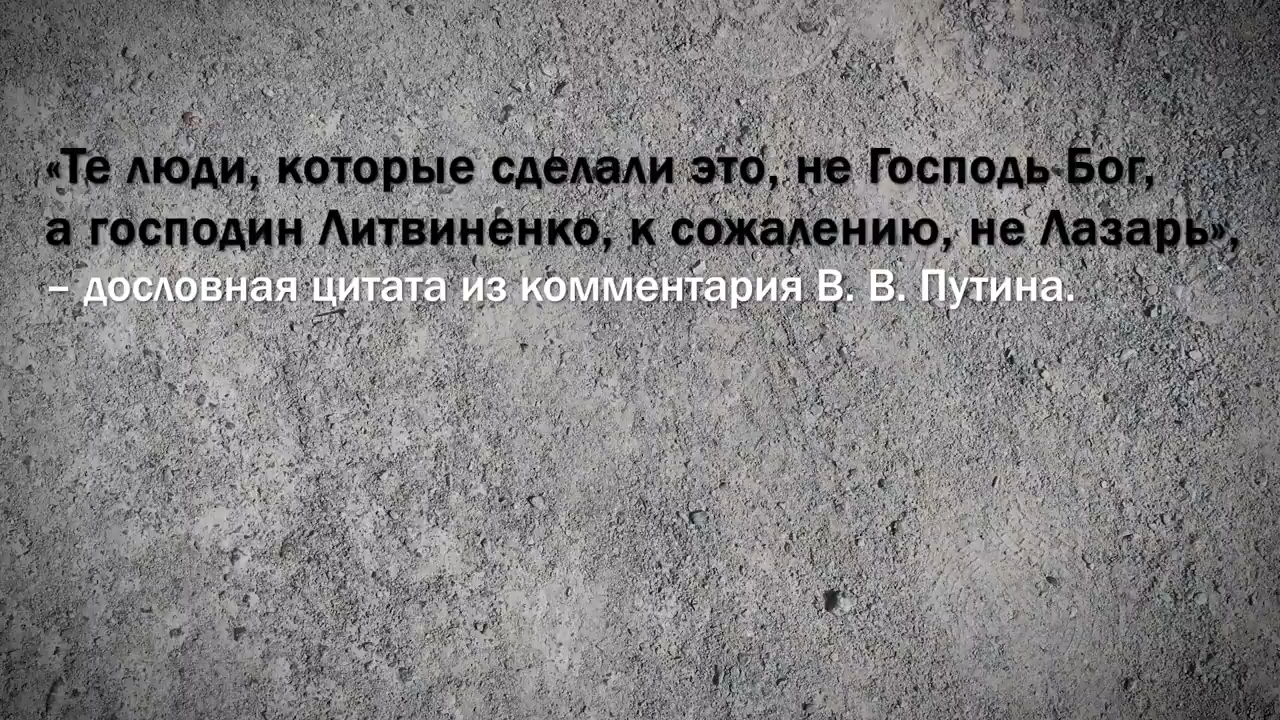 «Те люди, которые сделали это, не Господь Бог,
а господин Литвиненко, к сожалению, не Лазарь»,
– дословная цитата из комментария В. В. Путина.